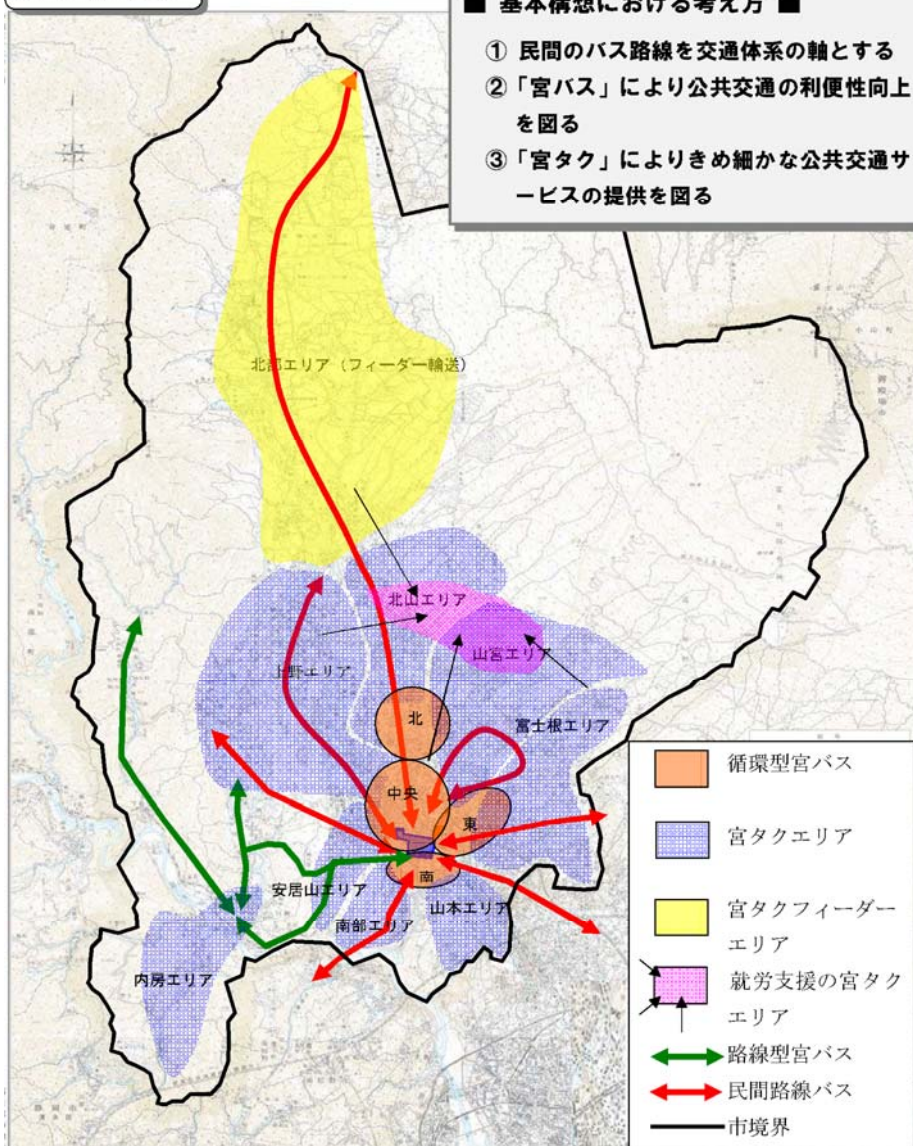 ■ 基本構想における考え方 ■
① 民間のバス路線を交通体系の軸とする
②「宮バス」により公共交通の利便性向上
を図る
③「宮タク」によりきめ細かな公共交通サ
ービスの提供を図る
北部エリア（フィーダー輸送）
北山エリア
山宮エリア
上野エリア
富士根エリア
北
中央
東
南
安居山エリア
南部エリア
山本エリア
内房エリア
循環型宮バス
宮タクエリア
宮タクフィーダー
エリア
就労支援の宮タク
エリア
路線型宮バス
民間路線バス
市境界